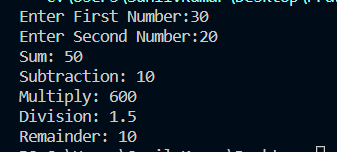 Enter First Number:30
Enter Second Number:20
Sum: 50
Subtraction: 10
Multiply: 600
Division: 1.5
Remainder: 10